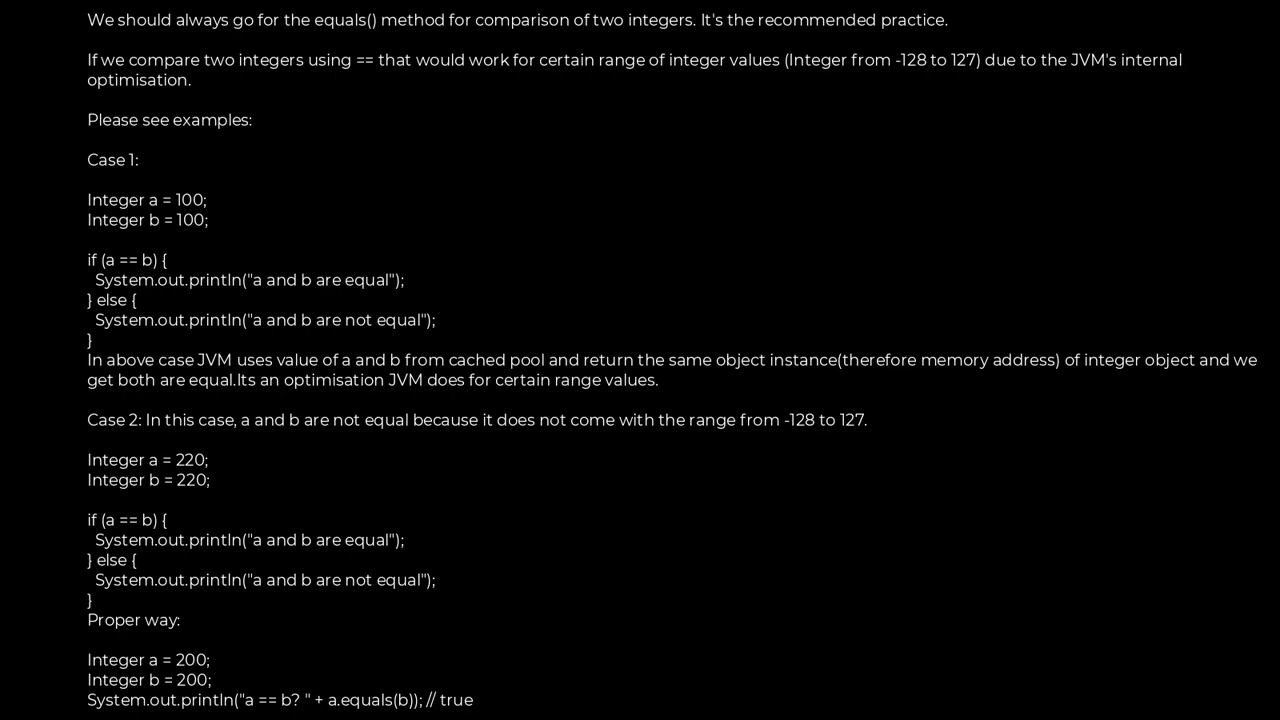 We should always go for the equals() method for comparison of two integers. It's the recommended practice.
If we compare two integers using == that would work for certain range of integer values (Integer from -128 to 127) due to the JVM's internal
optimisation.
Please see examples:
Case 1:
Integer a = 100;
Integer b = 100;
if (a == b) {
  System.out.println("a and b are equal");
} else {
  System.out.println("a and b are not equal");
}
In above case JVM uses value of a and b from cached pool and return the same object instance(therefore memory address) of integer object and we
get both are equal.Its an optimisation JVM does for certain range values.
Case 2: In this case, a and b are not equal because it does not come with the range from -128 to 127.
Integer a = 220;
Integer b = 220;
if (a == b) {
  System.out.println("a and b are equal");
} else {
  System.out.println("a and b are not equal");
}
Proper way:
Integer a = 200;
Integer b = 200;
System.out.println("a == b? " + a.equals(b)); // true